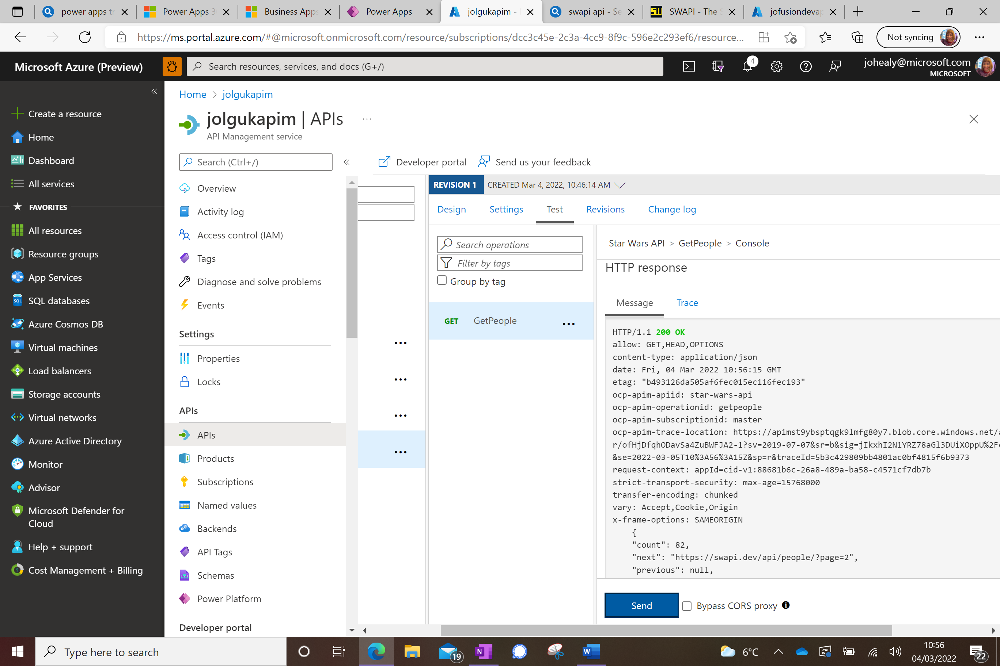 power apps tr
Power Apps 3
Business Apps
Power Apps
jolgukapim -
swapi api - Se
SWAPI - The S
jofusiondevap
https://ms.portal.azure.com/#@microsoft.onmicrosoft.com/resource/subscriptions/dcc3c45e-2c3a-4cc9-8f9c-596e2c293ef6/resource...
Not syncing
Microsoft Azure (Preview)
Search resources, services, and docs (G+/)
4
johealy@microsoft.com
MICROSOFT
Create a resource
Home
Dashboard
All services
FAVORITES
All resources
Resource groups
App Services
SQL databases
Azure Cosmos DB
Virtual machines
Load balancers
Storage accounts
Virtual networks
Azure Active Directory
Monitor
Advisor
Microsoft Defender for
Cloud
Help + support
Cost Management + Billing
Home > jolgukapim
jolgukapim | APIs ...
API Management service
Search (Ctrl+/)
Overview
Activity log
Access control (IAM)
Tags
Diagnose and solve problems
Events
Settings
Properties
Locks
APIs
APIs
Products
Subscriptions
Named values
Backends
API Tags
Schemas
Power Platform
Developer portal
Developer portal
Send us your feedback
REVISION 1
CREATED Mar 4, 2022, 10:46:14 AM
Design
Settings
Test
Revisions
Change log
Search operations
Filter by tags
Group by tag
GET GetPeople ...
Star Wars API > GetPeople > Console
HTTP response
Message
Trace
HTTP/1.1 200 OK
allow: GET,HEAD,OPTIONS
content-type: application/json
date: Fri, 04 Mar 2022 10:56:15 GMT
etag: "b493126da505af6fec015ec116fec193"
ocp-apim-apiid: star-wars-api
ocp-apim-operationid: getpeople
ocp-apim-subscriptionid: master
ocp-apim-trace-location: https://apimst9ybsptqgk9lmfg80y7.blob.core.windows.net/a
r/ofHjDfqhODavSa4ZuBWFJA2-1?sv=2019-07-07&sr=b&sig=jIkxhI2N1YRZ78aGl3DUiXOppU%2F
&se=2022-03-05T10%3A56%3A15Z&sp=r&traceId=5b3c429809bb4801ac0bf4815f6b9373
request-context: appId=cid-v1:88681b6c-26a8-489a-ba58-c4571cf7db7b
strict-transport-security: max-age=15768000
transfer-encoding: chunked
vary: Accept,Cookie,Origin
x-frame-options: SAMEORIGIN
{
"count": 82,
"next": "https://swapi.dev/api/people/?page=2",
"previous": null,
Send
Bypass CORS proxy
Type here to search
19
6°C
10:56
04/03/2022
22